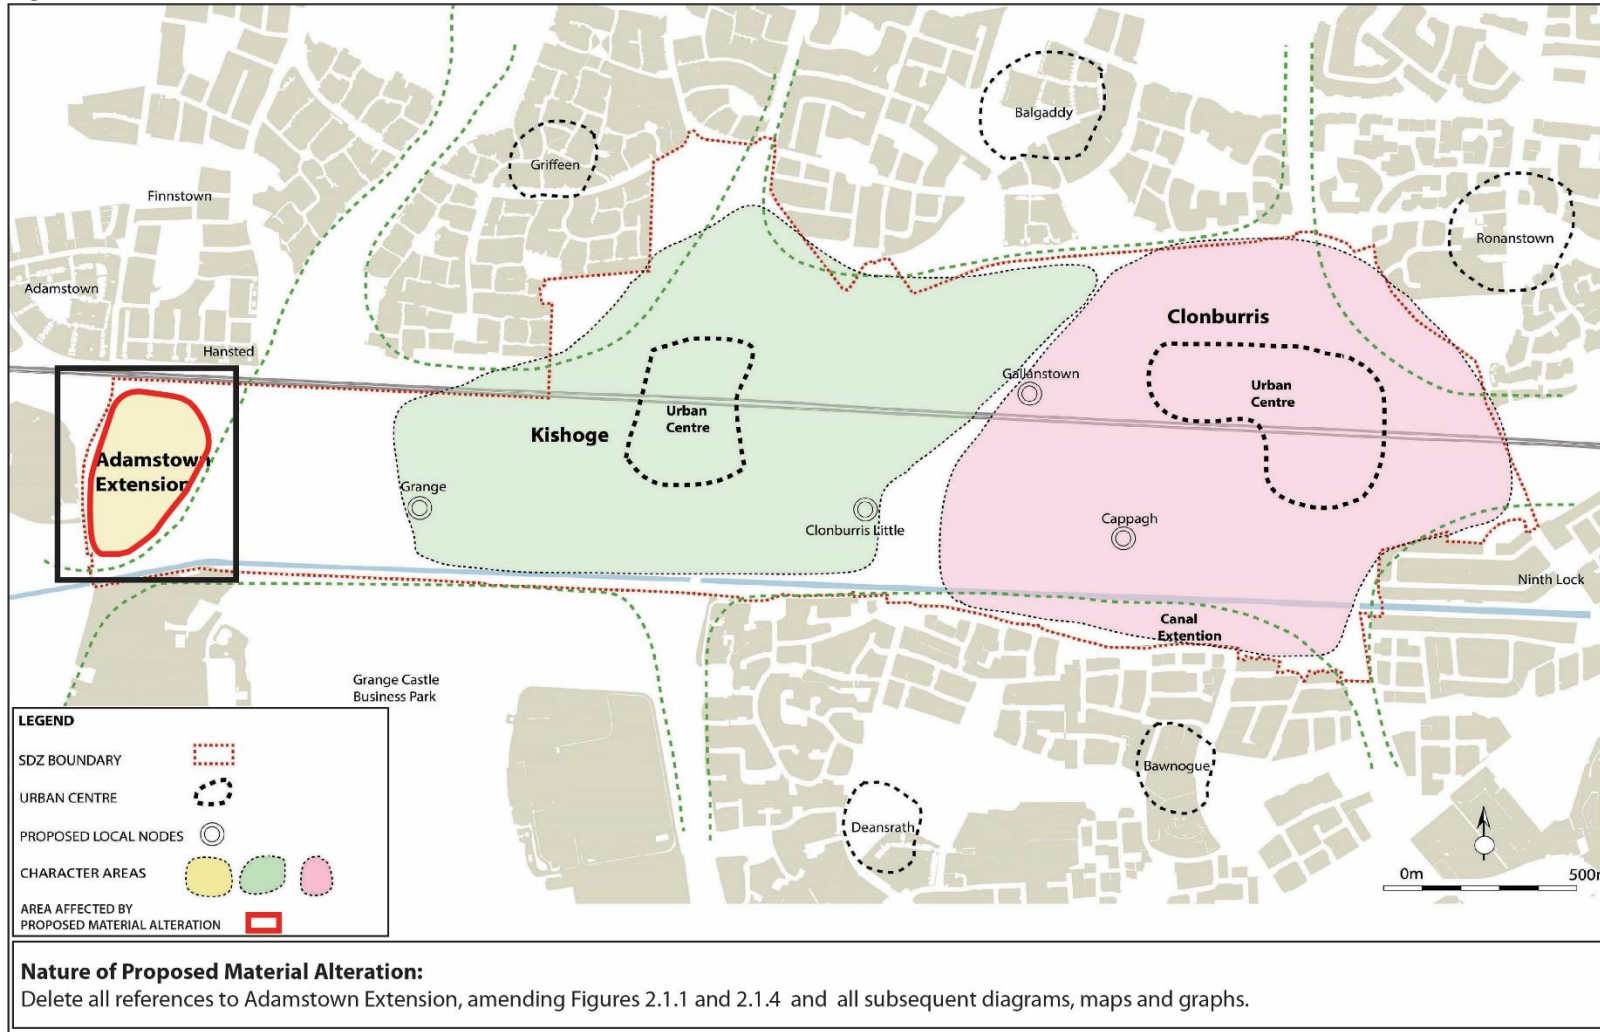 Balgaddy
Griffeen
Finnstown
Ronanstown
Adamstown
Clonburris
Hansted
Gallanstown
Urban
Centre
Urban
Centre
Kishoge
Adamstown
Extension
Grange
Clonburris Little
Cappagh
Ninth Lock
Canal
Extention
Grange Castle
Business Park
Bawnogue
Deansrath
0m 500m
LEGEND
SDZ BOUNDARY
URBAN CENTRE
PROPOSED LOCAL NODES
CHARACTER AREAS
AREA AFFECTED BY
PROPOSED MATERIAL ALTERATION
Nature of Proposed Material Alteration:
Delete all references to Adamstown Extension, amending Figures 2.1.1 and 2.1.4 and all subsequent diagrams, maps and graphs.